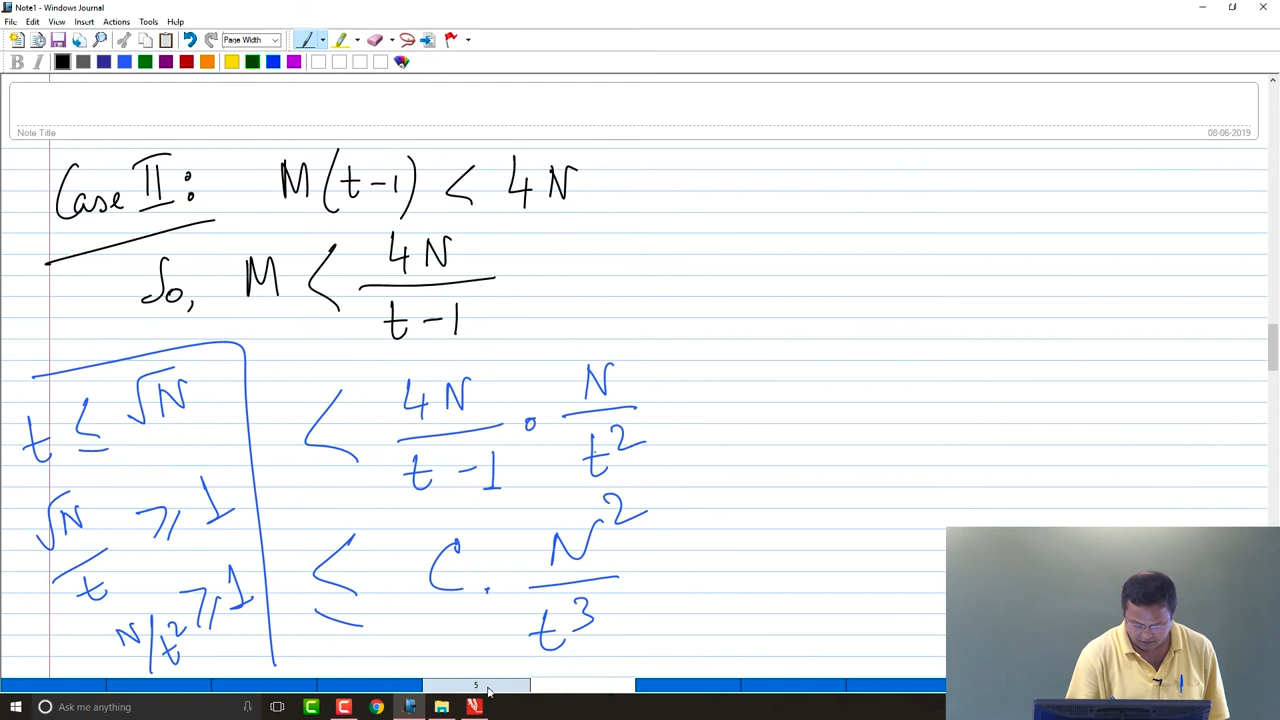 Note1 - Windows Journal
File Edit View Insert Actions Tools Help
Page Width
B I
Note Title
08-06-2019
Case II: M(t-1) < 4N
So, M < 4N/(t-1)
t ≤ √N
< 4N/(t-1) · N/t²
√N/t ≥ 1
≤ C. N²/t³
N/t² ≥ 1
5
Ask me anything